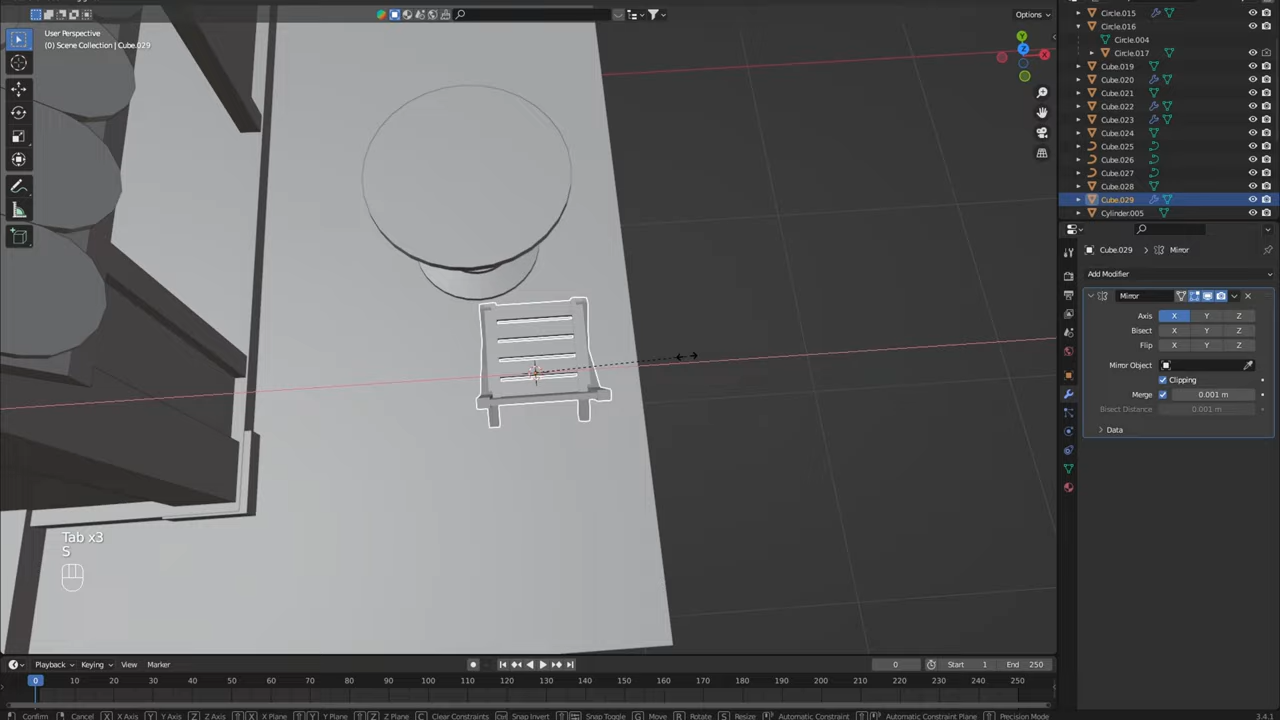 Options
User Perspective
(0) Scene Collection | Cube.029
Y
Z
X
Circle.015
Circle.016
Circle.004
Circle.017
Cube.019
Cube.020
Cube.021
Cube.022
Cube.023
Cube.024
Cube.025
Cube.026
Cube.027
Cube.028
Cube.029
Cylinder.005
Cube.029 > Mirror
Add Modifier
Mirror
Axis X Y Z
Bisect X Y Z
Flip X Y Z
Mirror Object
Clipping
Merge 0.001 m
Bisect Distance 0.001 m
Data
Tab x3
S
Playback Keying View Marker 0 Start 1 End 250
0 10 20 30 40 50 60 70 80 90 100 110 120 130 140 150 160 170 180 190 200 210 220 230 240 250
Confirm Cancel X X Axis Y Y Axis Z Z Axis X X Plane Y Y Plane Z Z Plane C Clear Constraints Snap Invert Snap Toggle G Move R Rotate S Resize Automatic Constraint Automatic Constraint Plane Precision Mode 3.4.1